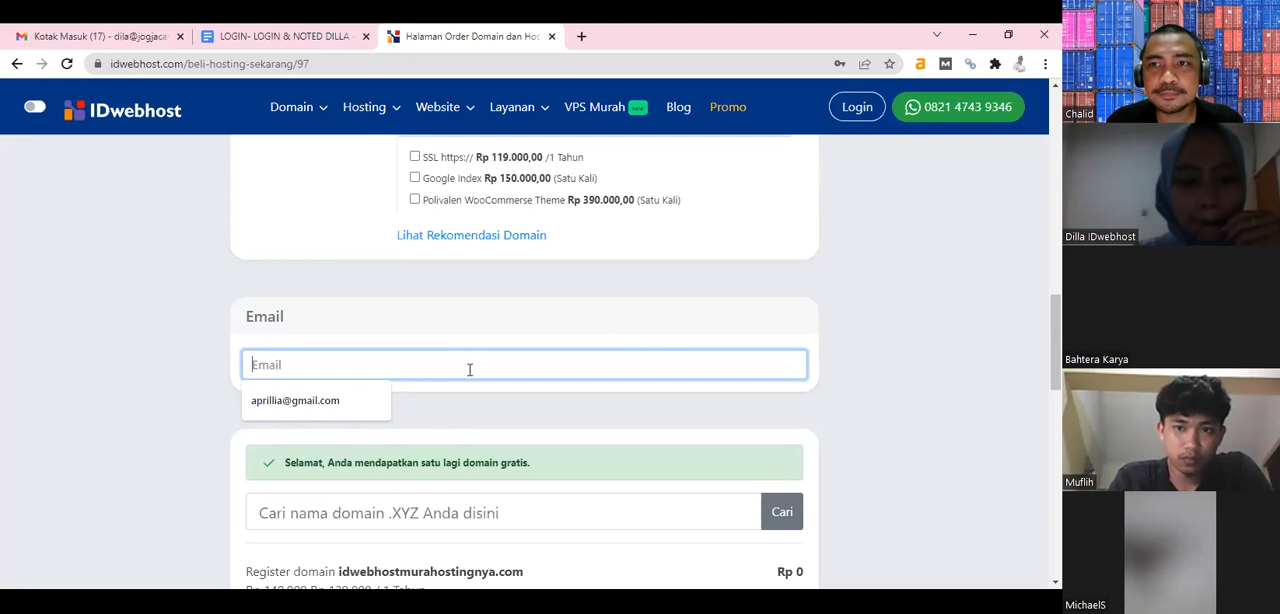 Kotak Masuk (17) - dila@jogjaca
LOGIN- LOGIN & NOTED DILLA -
Halaman Order Domain dan Hos
idwebhost.com/beli-hosting-sekarang/97
IDwebhost
Domain
Hosting
Website
Layanan
VPS Murah
Blog
Promo
Login
0821 4743 9346
SSL https:// Rp 119.000,00 /1 Tahun
Google Index Rp 150.000,00 (Satu Kali)
Polivalen WooCommerce Theme Rp 390.000,00 (Satu Kali)
Lihat Rekomendasi Domain
Email
Email
aprillia@gmail.com
Selamat, Anda mendapatkan satu lagi domain gratis.
Cari nama domain .XYZ Anda disini
Cari
Register domain idwebhostmurahostingnya.com
Rp 0
Chalid
Dilla IDwebhost
Bahtera Karya
Muflih
MichaelS